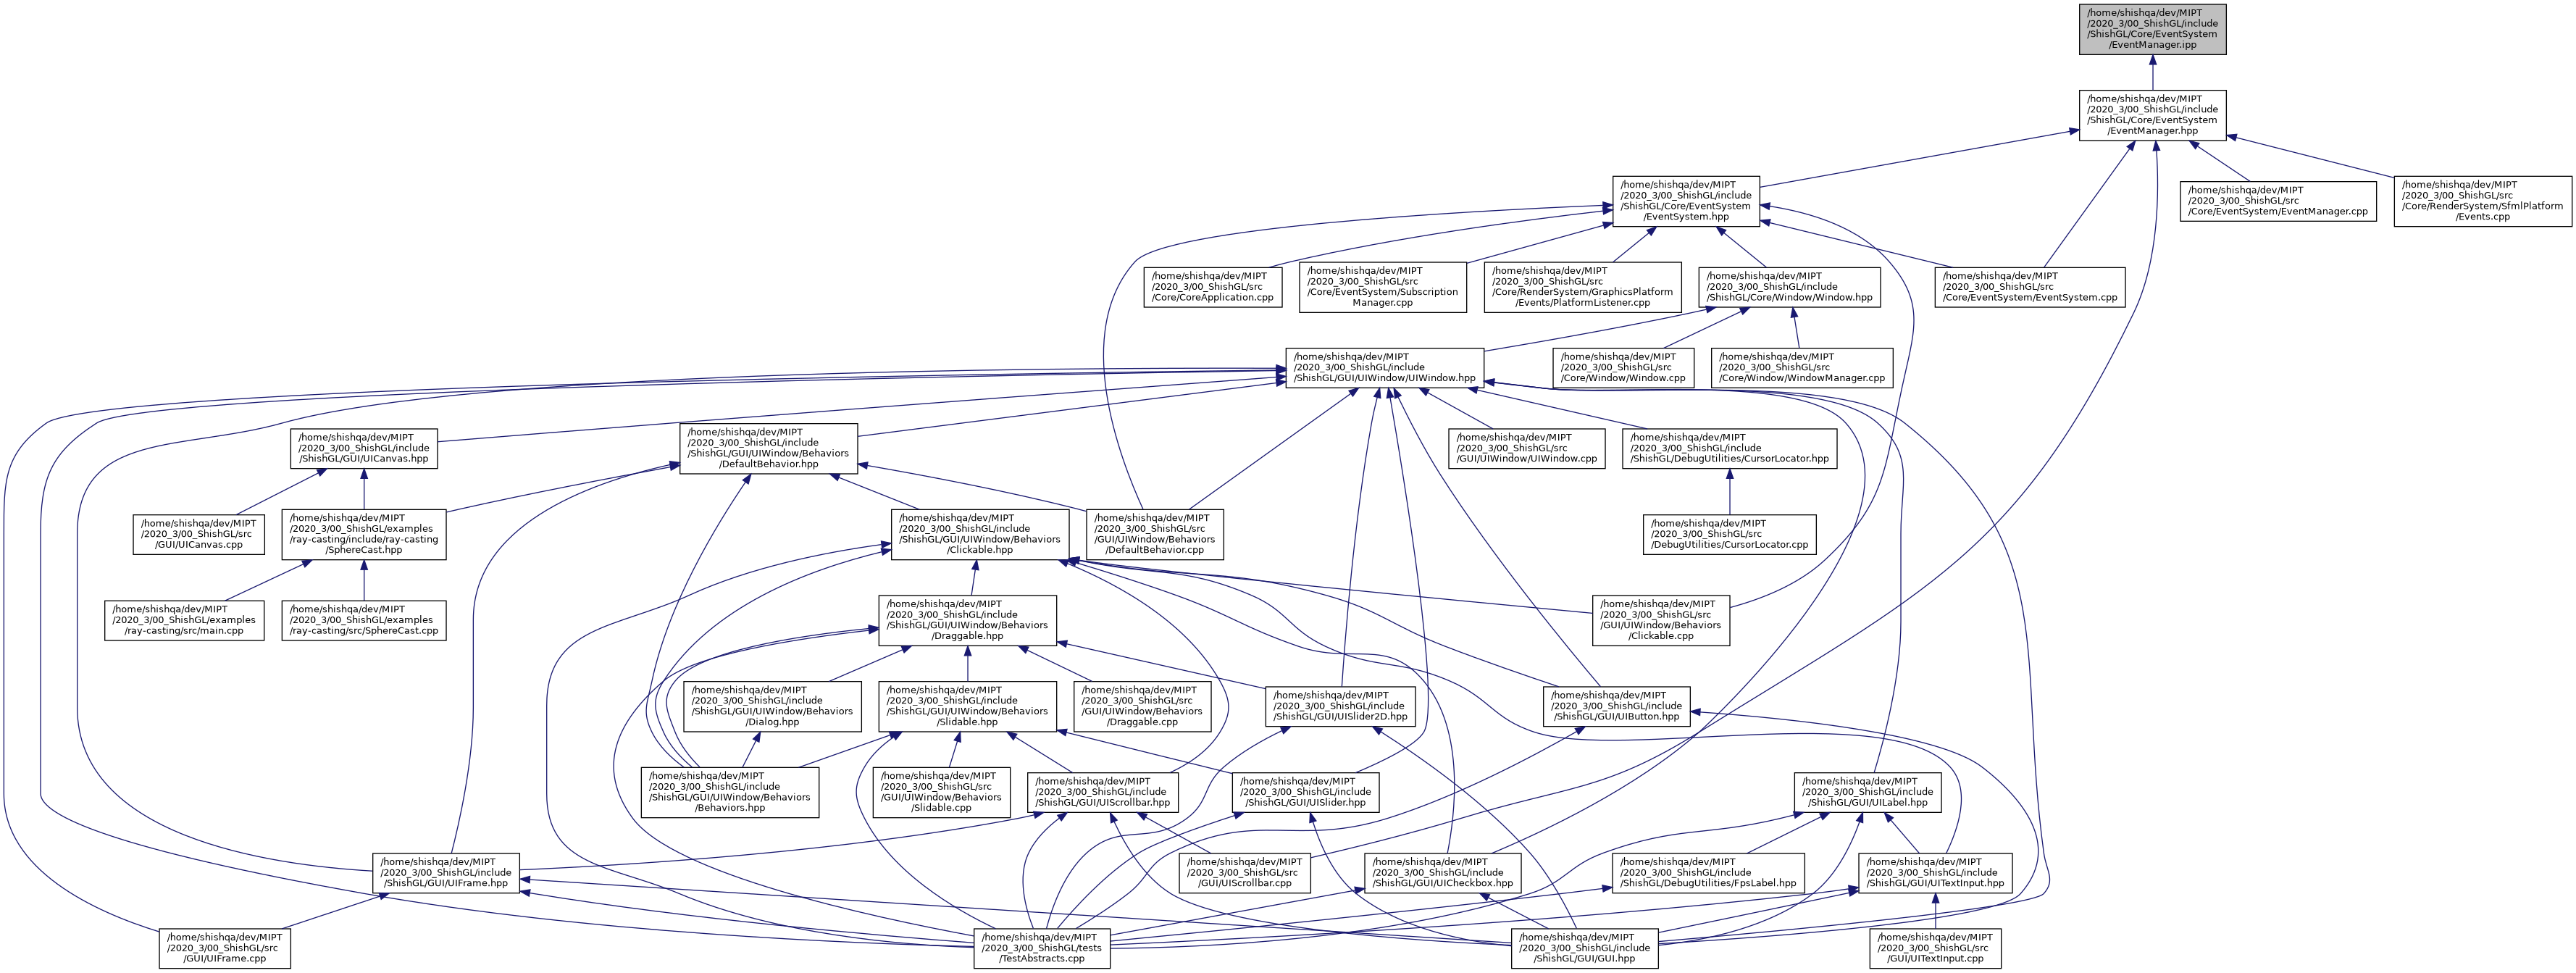 /home/shishqa/dev/MIPT
/2020_3/00_ShishGL/include
/ShishGL/Core/EventSystem
/EventManager.ipp
/home/shishqa/dev/MIPT
/2020_3/00_ShishGL/include
/ShishGL/Core/EventSystem
/EventManager.hpp
/home/shishqa/dev/MIPT
/2020_3/00_ShishGL/include
/ShishGL/Core/EventSystem
/EventSystem.hpp
/home/shishqa/dev/MIPT
/2020_3/00_ShishGL/src
/Core/EventSystem/EventManager.cpp
/home/shishqa/dev/MIPT
/2020_3/00_ShishGL/src
/Core/RenderSystem/SfmlPlatform
/Events.cpp
/home/shishqa/dev/MIPT
/2020_3/00_ShishGL/src
/Core/CoreApplication.cpp
/home/shishqa/dev/MIPT
/2020_3/00_ShishGL/src
/Core/EventSystem/Subscription
Manager.cpp
/home/shishqa/dev/MIPT
/2020_3/00_ShishGL/src
/Core/RenderSystem/GraphicsPlatform
/Events/PlatformListener.cpp
/home/shishqa/dev/MIPT
/2020_3/00_ShishGL/include
/ShishGL/Core/Window/Window.hpp
/home/shishqa/dev/MIPT
/2020_3/00_ShishGL/src
/Core/EventSystem/EventSystem.cpp
/home/shishqa/dev/MIPT
/2020_3/00_ShishGL/include
/ShishGL/GUI/UIWindow/UIWindow.hpp
/home/shishqa/dev/MIPT
/2020_3/00_ShishGL/src
/Core/Window/Window.cpp
/home/shishqa/dev/MIPT
/2020_3/00_ShishGL/src
/Core/Window/WindowManager.cpp
/home/shishqa/dev/MIPT
/2020_3/00_ShishGL/include
/ShishGL/GUI/UICanvas.hpp
/home/shishqa/dev/MIPT
/2020_3/00_ShishGL/include
/ShishGL/GUI/UIWindow/Behaviors
/DefaultBehavior.hpp
/home/shishqa/dev/MIPT
/2020_3/00_ShishGL/src
/GUI/UIWindow/UIWindow.cpp
/home/shishqa/dev/MIPT
/2020_3/00_ShishGL/include
/ShishGL/DebugUtilities/CursorLocator.hpp
/home/shishqa/dev/MIPT
/2020_3/00_ShishGL/src
/GUI/UICanvas.cpp
/home/shishqa/dev/MIPT
/2020_3/00_ShishGL/examples
/ray-casting/include/ray-casting
/SphereCast.hpp
/home/shishqa/dev/MIPT
/2020_3/00_ShishGL/include
/ShishGL/GUI/UIWindow/Behaviors
/Clickable.hpp
/home/shishqa/dev/MIPT
/2020_3/00_ShishGL/src
/GUI/UIWindow/Behaviors
/DefaultBehavior.cpp
/home/shishqa/dev/MIPT
/2020_3/00_ShishGL/src
/DebugUtilities/CursorLocator.cpp
/home/shishqa/dev/MIPT
/2020_3/00_ShishGL/examples
/ray-casting/src/main.cpp
/home/shishqa/dev/MIPT
/2020_3/00_ShishGL/examples
/ray-casting/src/SphereCast.cpp
/home/shishqa/dev/MIPT
/2020_3/00_ShishGL/include
/ShishGL/GUI/UIWindow/Behaviors
/Draggable.hpp
/home/shishqa/dev/MIPT
/2020_3/00_ShishGL/src
/GUI/UIWindow/Behaviors
/Clickable.cpp
/home/shishqa/dev/MIPT
/2020_3/00_ShishGL/include
/ShishGL/GUI/UIWindow/Behaviors
/Dialog.hpp
/home/shishqa/dev/MIPT
/2020_3/00_ShishGL/include
/ShishGL/GUI/UIWindow/Behaviors
/Slidable.hpp
/home/shishqa/dev/MIPT
/2020_3/00_ShishGL/src
/GUI/UIWindow/Behaviors
/Draggable.cpp
/home/shishqa/dev/MIPT
/2020_3/00_ShishGL/include
/ShishGL/GUI/UISlider2D.hpp
/home/shishqa/dev/MIPT
/2020_3/00_ShishGL/include
/ShishGL/GUI/UIButton.hpp
/home/shishqa/dev/MIPT
/2020_3/00_ShishGL/include
/ShishGL/GUI/UIWindow/Behaviors
/Behaviors.hpp
/home/shishqa/dev/MIPT
/2020_3/00_ShishGL/src
/GUI/UIWindow/Behaviors
/Slidable.cpp
/home/shishqa/dev/MIPT
/2020_3/00_ShishGL/include
/ShishGL/GUI/UIScrollbar.hpp
/home/shishqa/dev/MIPT
/2020_3/00_ShishGL/include
/ShishGL/GUI/UISlider.hpp
/home/shishqa/dev/MIPT
/2020_3/00_ShishGL/include
/ShishGL/GUI/UILabel.hpp
/home/shishqa/dev/MIPT
/2020_3/00_ShishGL/include
/ShishGL/GUI/UIFrame.hpp
/home/shishqa/dev/MIPT
/2020_3/00_ShishGL/src
/GUI/UIScrollbar.cpp
/home/shishqa/dev/MIPT
/2020_3/00_ShishGL/include
/ShishGL/GUI/UICheckbox.hpp
/home/shishqa/dev/MIPT
/2020_3/00_ShishGL/include
/ShishGL/DebugUtilities/FpsLabel.hpp
/home/shishqa/dev/MIPT
/2020_3/00_ShishGL/include
/ShishGL/GUI/UITextInput.hpp
/home/shishqa/dev/MIPT
/2020_3/00_ShishGL/src
/GUI/UIFrame.cpp
/home/shishqa/dev/MIPT
/2020_3/00_ShishGL/tests
/TestAbstracts.cpp
/home/shishqa/dev/MIPT
/2020_3/00_ShishGL/include
/ShishGL/GUI/GUI.hpp
/home/shishqa/dev/MIPT
/2020_3/00_ShishGL/src
/GUI/UITextInput.cpp